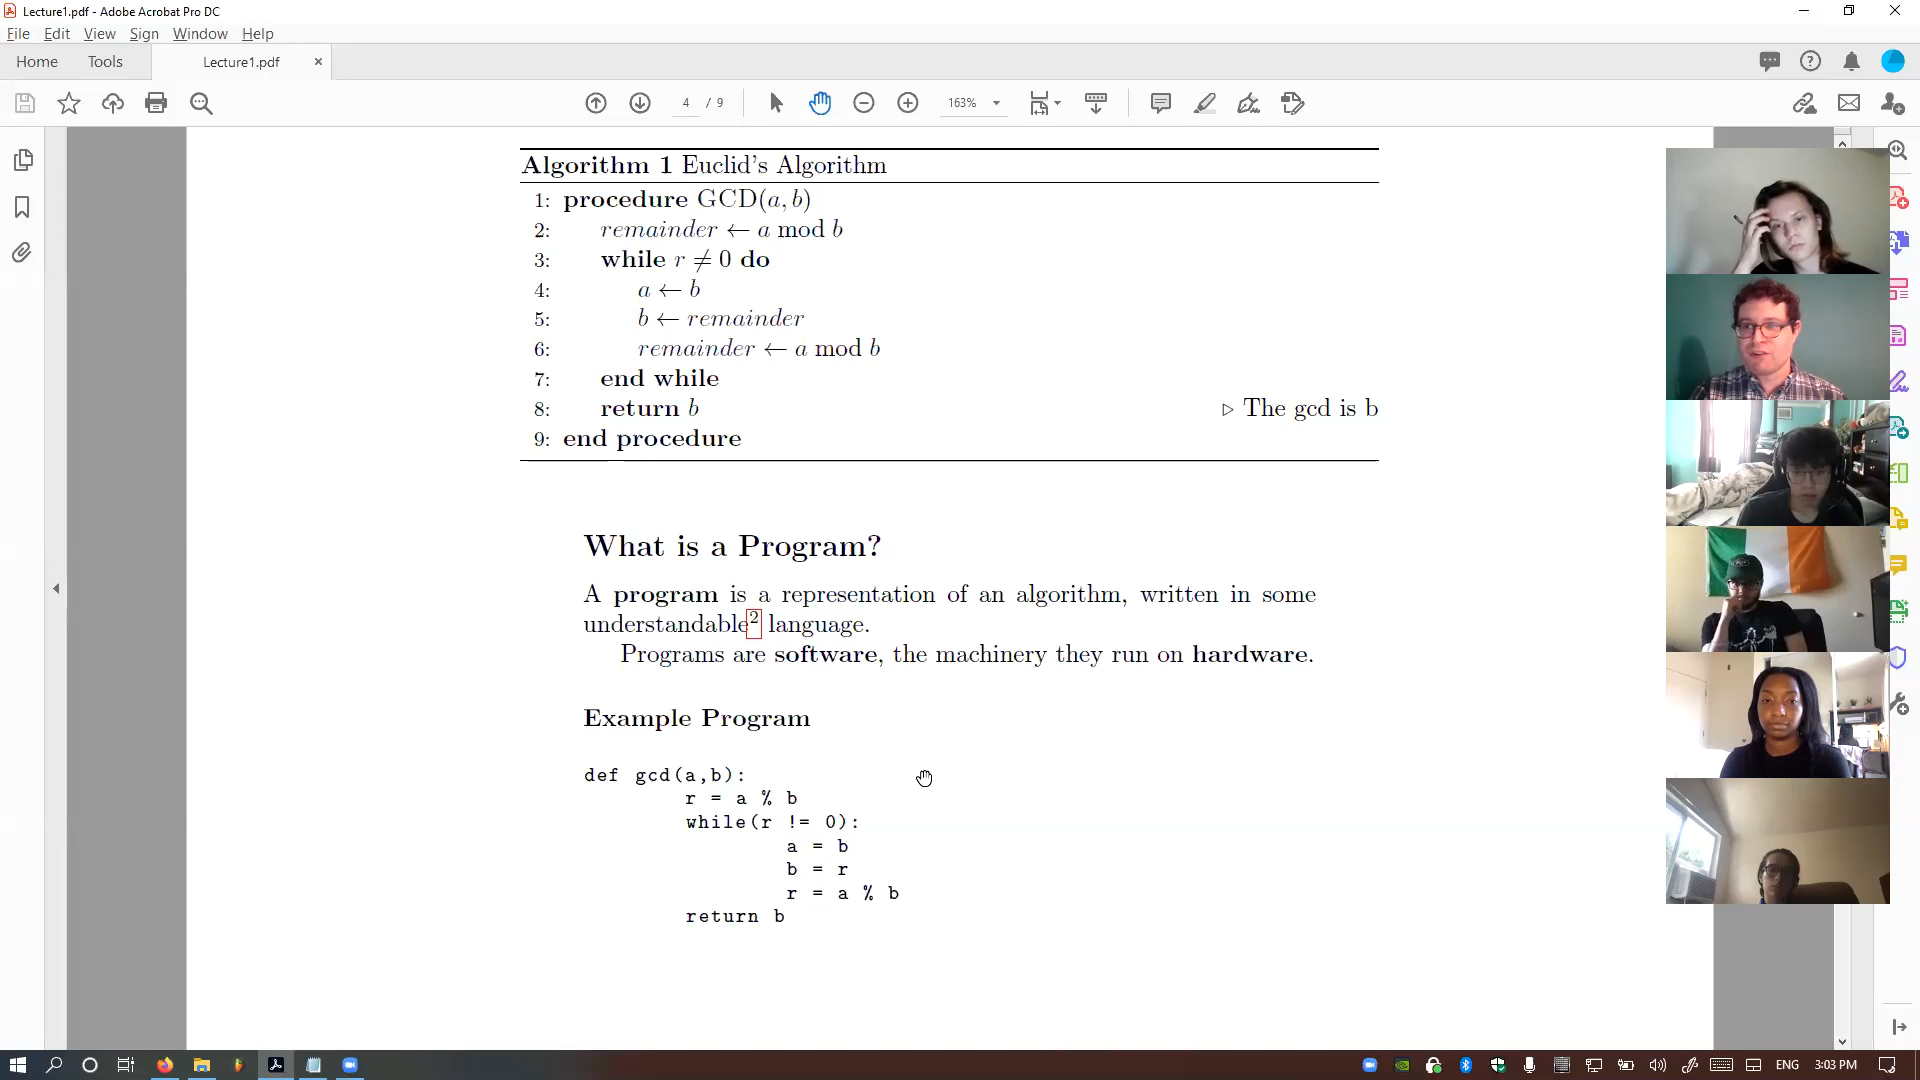 Lecture1.pdf - Adobe Acrobat Pro DC
File Edit View Sign Window Help
Home Tools Lecture1.pdf ×
4 / 9 163%
Algorithm 1 Euclid's Algorithm
1: procedure GCD(a, b)
2: remainder ← a mod b
3: while r ≠ 0 do
4: a ← b
5: b ← remainder
6: remainder ← a mod b
7: end while
8: return b ▷ The gcd is b
9: end procedure
What is a Program?
A program is a representation of an algorithm, written in some
understandable2 language.
Programs are software, the machinery they run on hardware.
Example Program
def gcd(a,b):
r = a % b
while(r != 0):
a = b
b = r
r = a % b
return b
ENG 3:03 PM